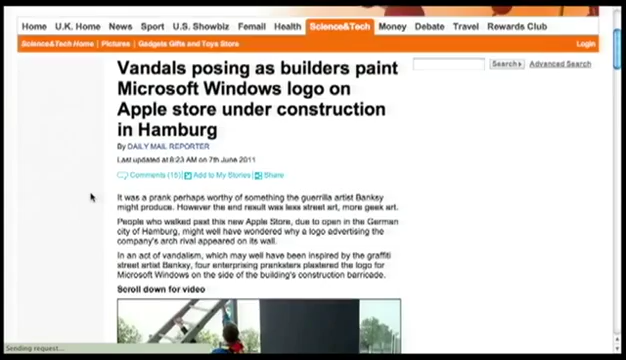 Home U.K. Home News Sport U.S. Showbiz Femail Health Science&Tech Money Debate Travel Rewards Club
Science&Tech Home | Pictures | Gadgets Gifts and Toys Store Login
Vandals posing as builders paint
Microsoft Windows logo on
Apple store under construction
in Hamburg
Search Advanced Search
By DAILY MAIL REPORTER
Last updated at 8:23 AM on 7th June 2011
Comments (15) Add to My Stories Share
It was a prank perhaps worthy of something the guerrilla artist Banksy
might produce. However the end result was less street art, more geek art.
People who walked past this new Apple Store, due to open in the German
city of Hamburg, might well have wondered why a logo advertising the
company's arch rival appeared on its wall.
In an act of vandalism, which may well have been inspired by the graffiti
street artist Banksy, four enterprising pranksters plastered the logo for
Microsoft Windows on the side of the building's construction barricade.
Scroll down for video
Sending request...